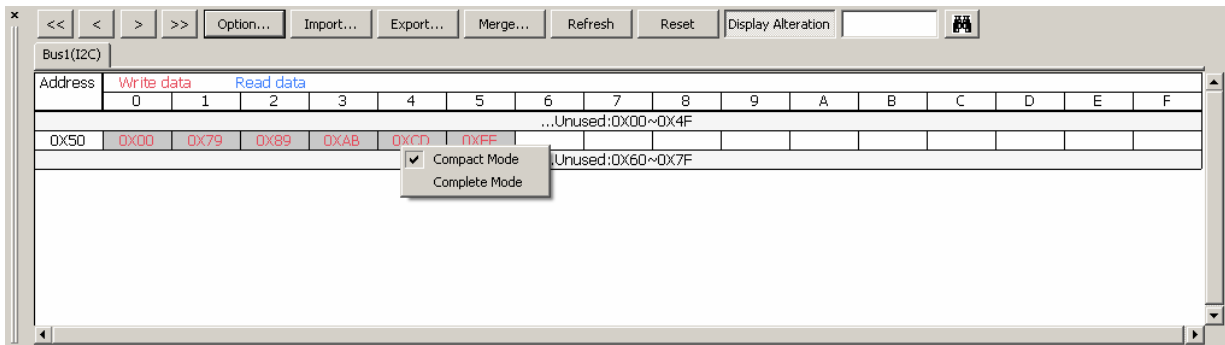 x
<< < > >> Option... Import... Export... Merge... Refresh Reset Display Alteration
Bus1(I2C)
Address Write data Read data
0 1 2 3 4 5 6 7 8 9 A B C D E F
...Unused:0X00~0X4F
0X50 0X00 0X79 0X89 0XAB 0XCD
Compact Mode
.Unused:0X60~0X7F
Complete Mode